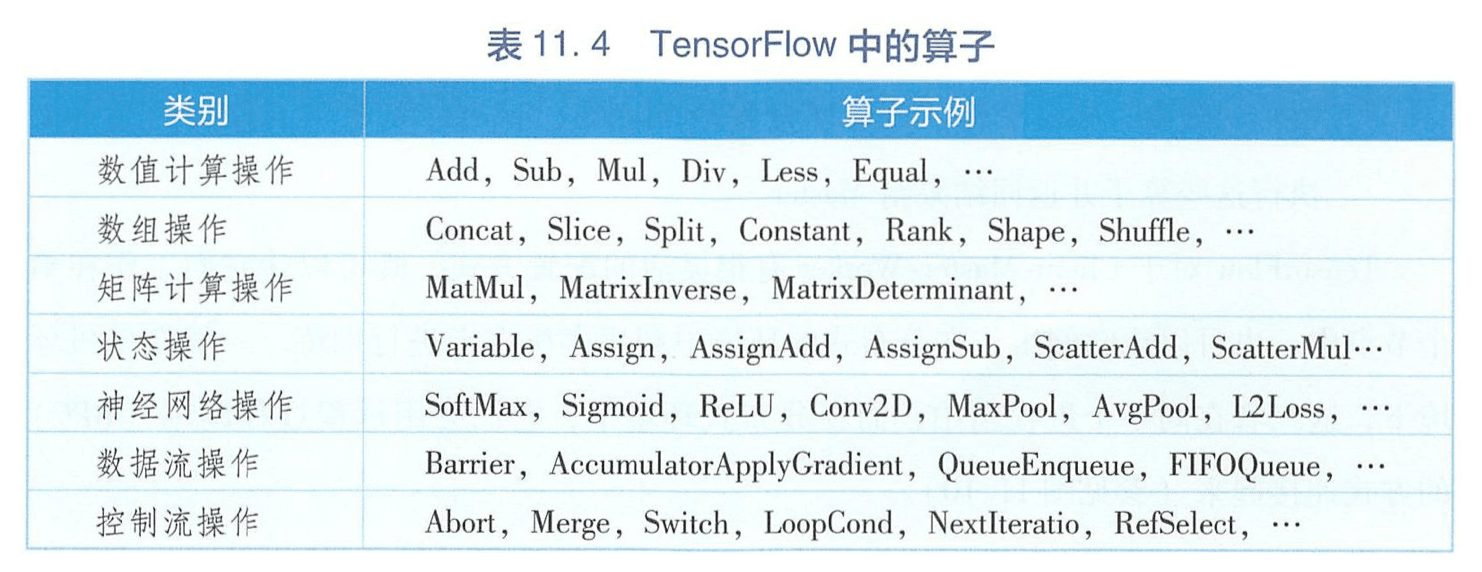 表 11.4 TensorFlow 中的算子
类别 算子示例
数值计算操作 Add, Sub, Mul, Div, Less, Equal, …
数组操作 Concat, Slice, Split, Constant, Rank, Shape, Shuffle, …
矩阵计算操作 MatMul, MatrixInverse, MatrixDeterminant, …
状态操作 Variable, Assign, AssignAdd, AssignSub, ScatterAdd, ScatterMul…
神经网络操作 SoftMax, Sigmoid, ReLU, Conv2D, MaxPool, AvgPool, L2Loss, …
数据流操作 Barrier, AccumulatorApplyGradient, QueueEnqueue, FIFOQueue, …
控制流操作 Abort, Merge, Switch, LoopCond, NextIteratio, RefSelect, …